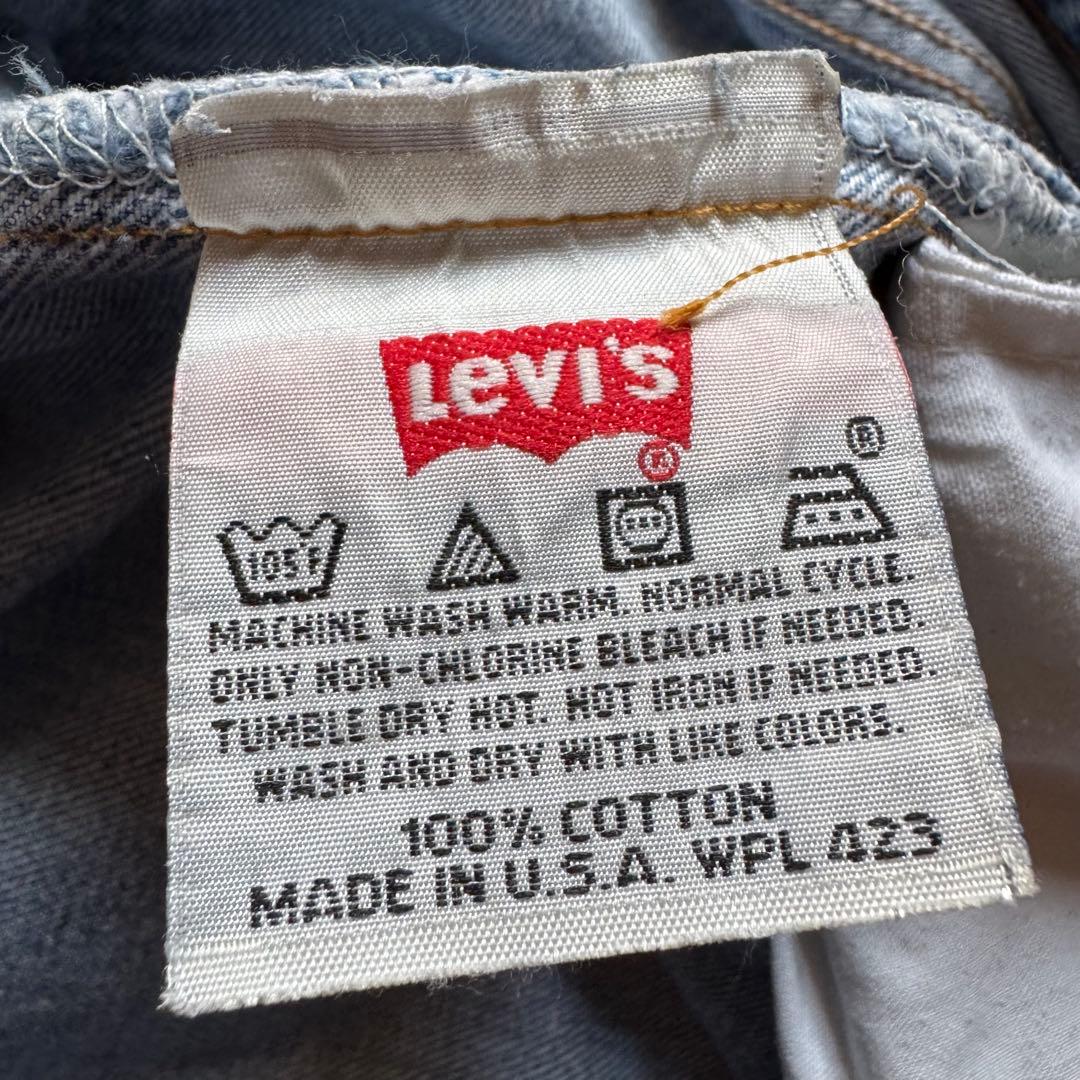 Levi's®
®
105°F
MACHINE WASH WARM. NORMAL CYCLE.
ONLY NON-CHLORINE BLEACH IF NEEDED.
TUMBLE DRY HOT. HOT IRON IF NEEDED.
WASH AND DRY WITH LIKE COLORS.
100% COTTON
MADE IN U.S.A. WPL 423